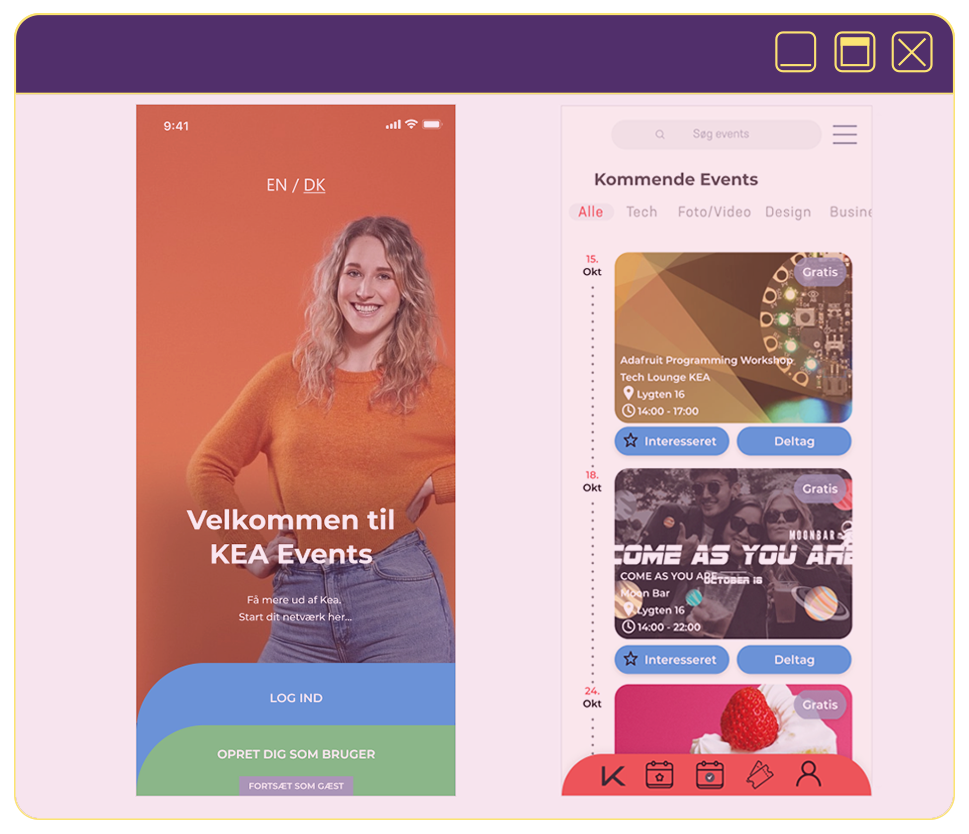 9:41
EN / DK
Velkommen til
KEA Events
Få mere ud af Kea.
Start dit netværk her...
LOG IND
OPRET DIG SOM BRUGER
FORTSÆT SOM GÆST
Søg events
Kommende Events
Alle Tech Foto/Video Design Busine
15.
Okt
Gratis
Adafruit Programming Workshop
Tech Lounge KEA
Lygten 16
14:00 - 17:00
Interesseret Deltag
18.
Okt
Gratis
MOONBAR
COME AS YOU ARE
OCTOBER 18
COME AS YOU ARE
Moon Bar
Lygten 16
14:00 - 22:00
Interesseret Deltag
24.
Okt
Gratis
K